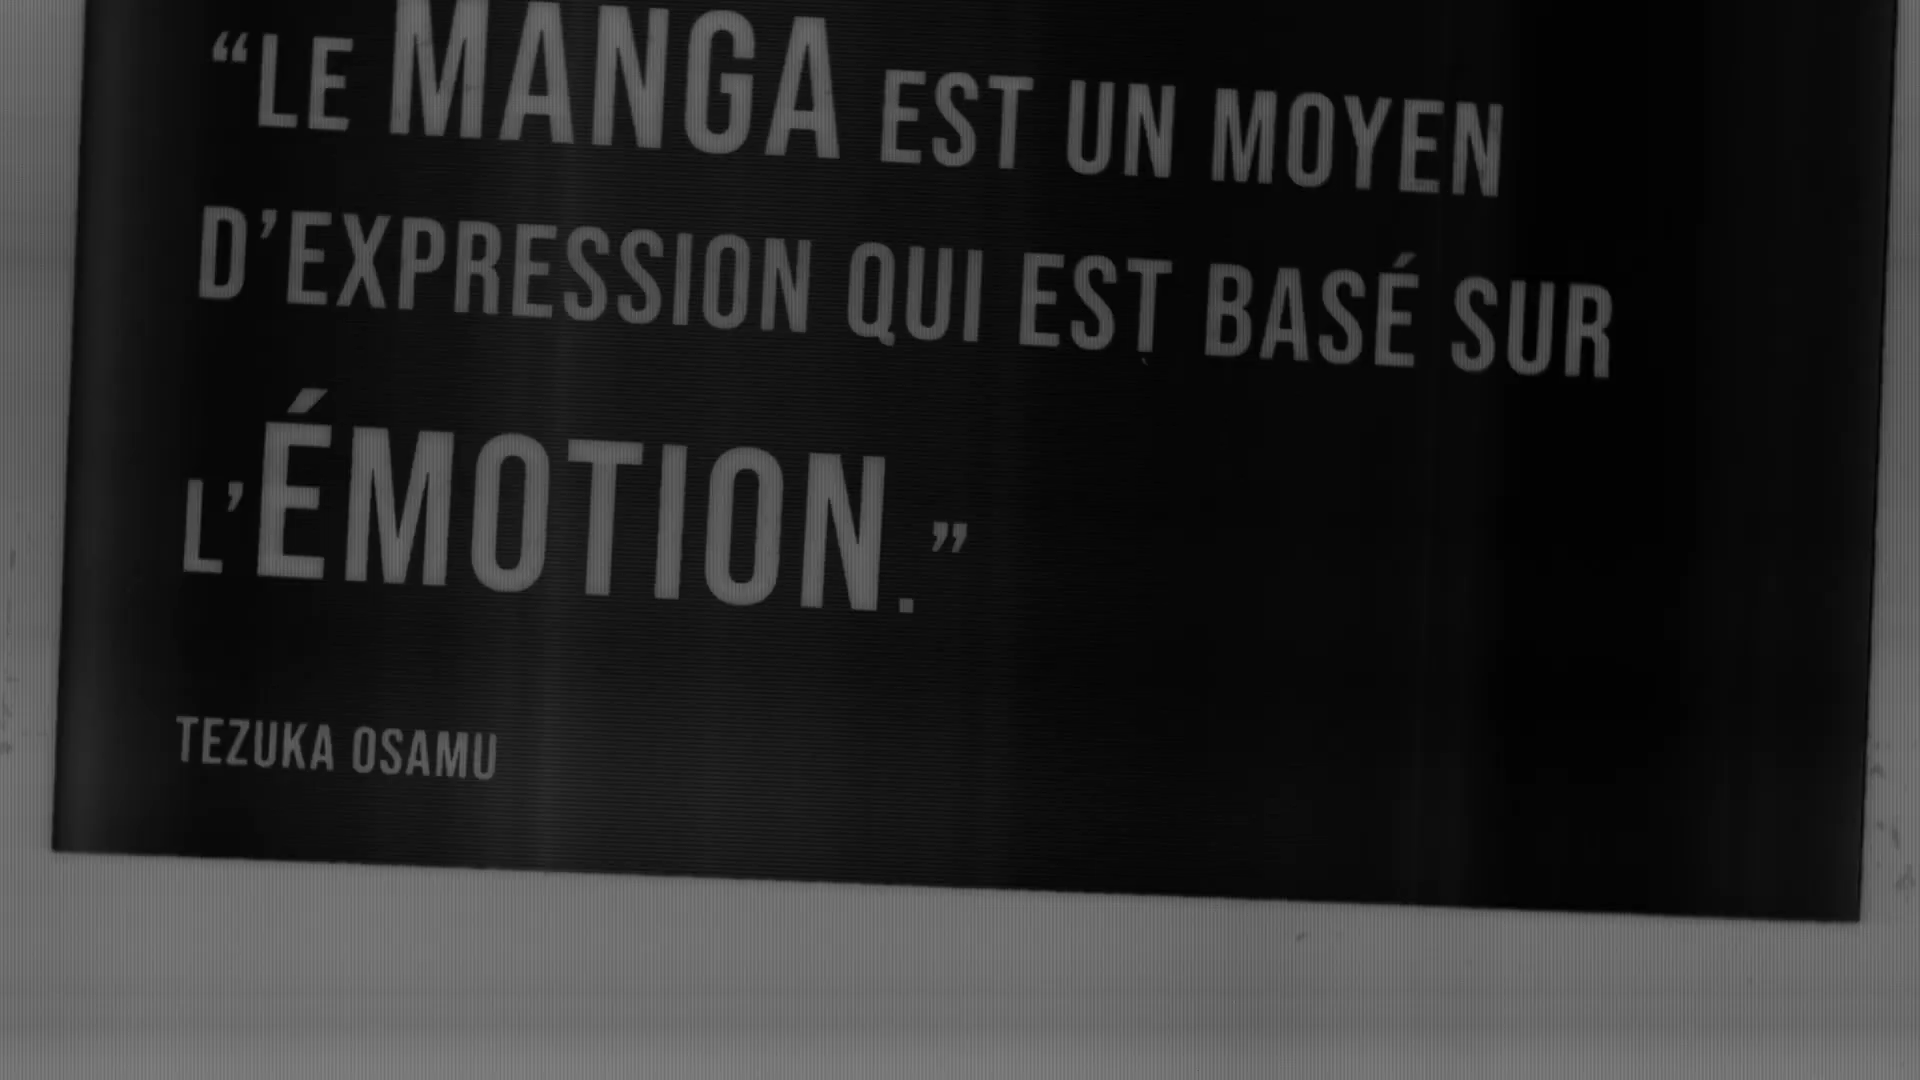 “LE MANGA EST UN MOYEN
D’EXPRESSION QUI EST BASÉ SUR
L’ÉMOTION.”
TEZUKA OSAMU